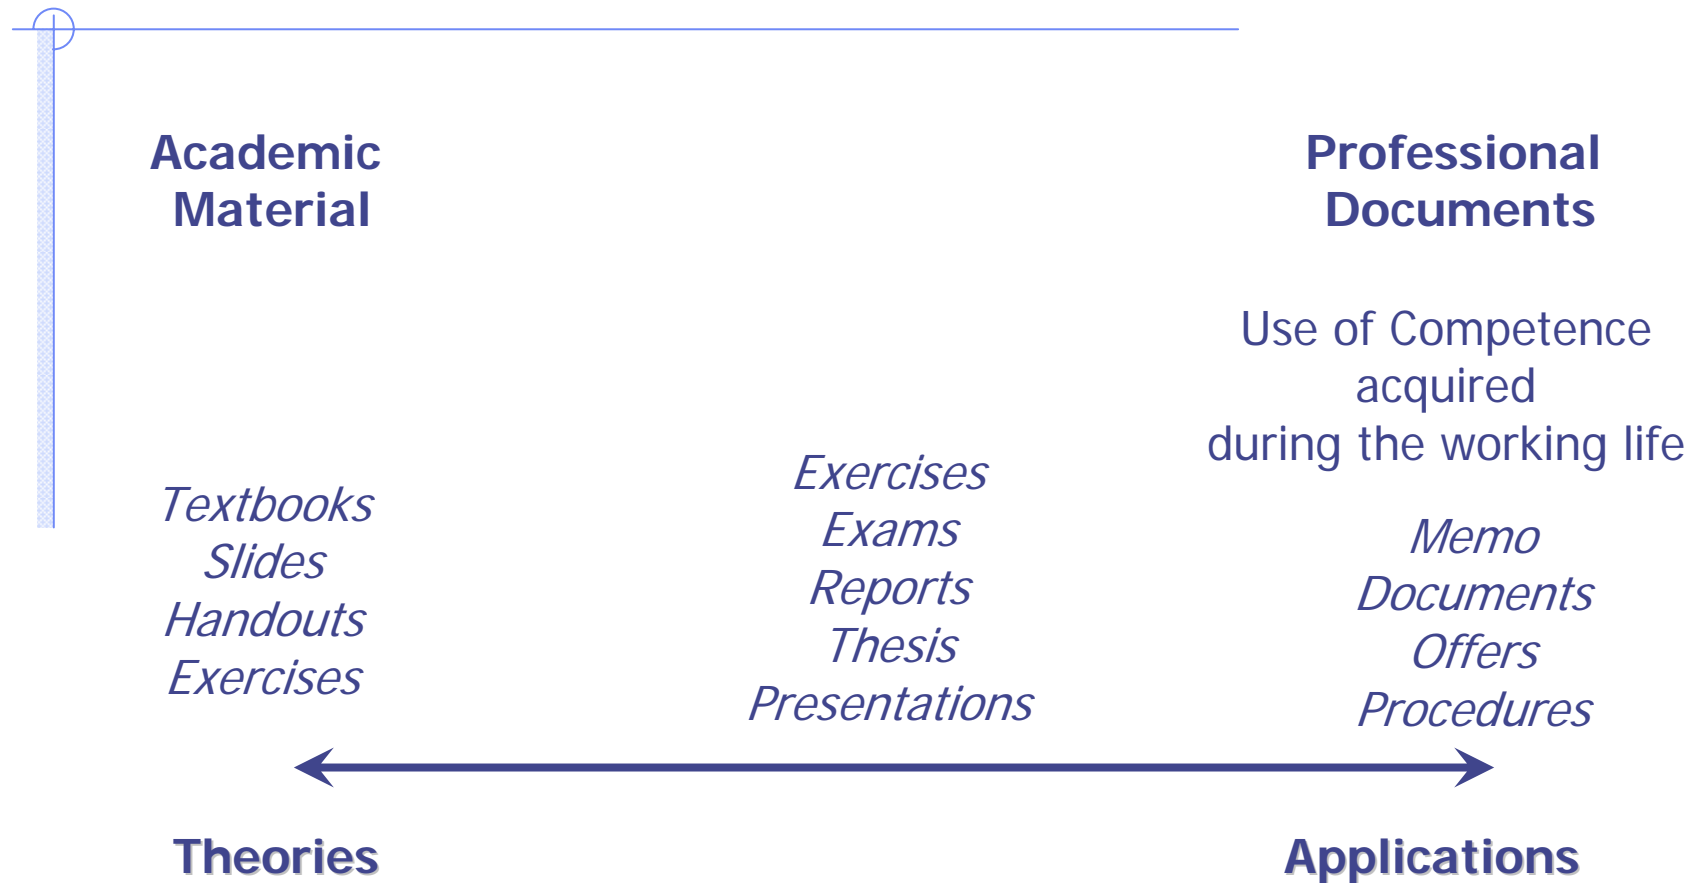 Academic
Material
Professional
Documents
Use of Competence
acquired
during the working life
Textbooks
Slides
Handouts
Exercises
Exercises
Exams
Reports
Thesis
Presentations
Memo
Documents
Offers
Procedures
Theories
Applications